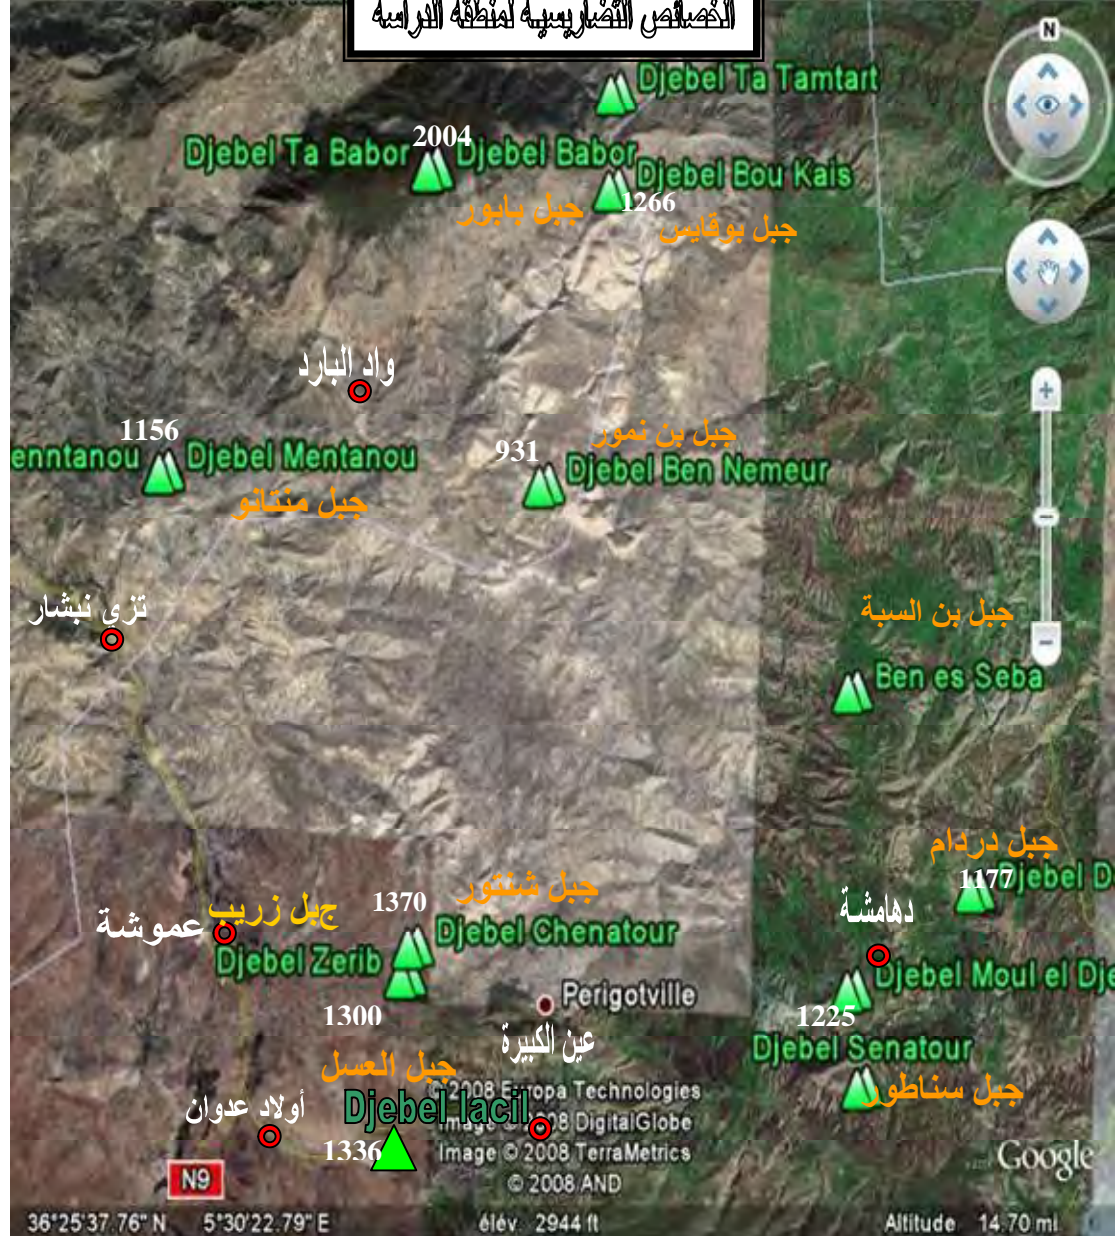 الخصائص التضاريسية لمنطقة الدراسة
N
Djebel Ta Tamtart
2004
Djebel Ta Babor
Djebel Babor
Djebel Bou Kais
1266
جبل بابور
جبل بوقايس
واد البارد
1156
جبل بن نمور
931
enntanou
Djebel Mentanou
Djebel Ben Nemeur
جبل منتانو
تزي نبشار
جبل بن السبة
Ben es Seba
جبل دردام
1177
Djebel D
جبل شنتور
1370
دهامشة
جبل زريب
عموشة
Djebel Chenatour
Djebel Zerib
Djebel Moul el Dje
Perigotville
1300
1225
عين الكبيرة
Djebel Senatour
جبل العسل
جبل سناطور
© 2008 Europa Technologies
أولاد عدوان
Djebel lacil
Image © 2008 DigitalGlobe
1336
Image © 2008 TerraMetrics
Google
N9
© 2008 AND
36°25'37.76" N 5°30'22.79" E élév. 2944 ft Altitude 14.70 mi